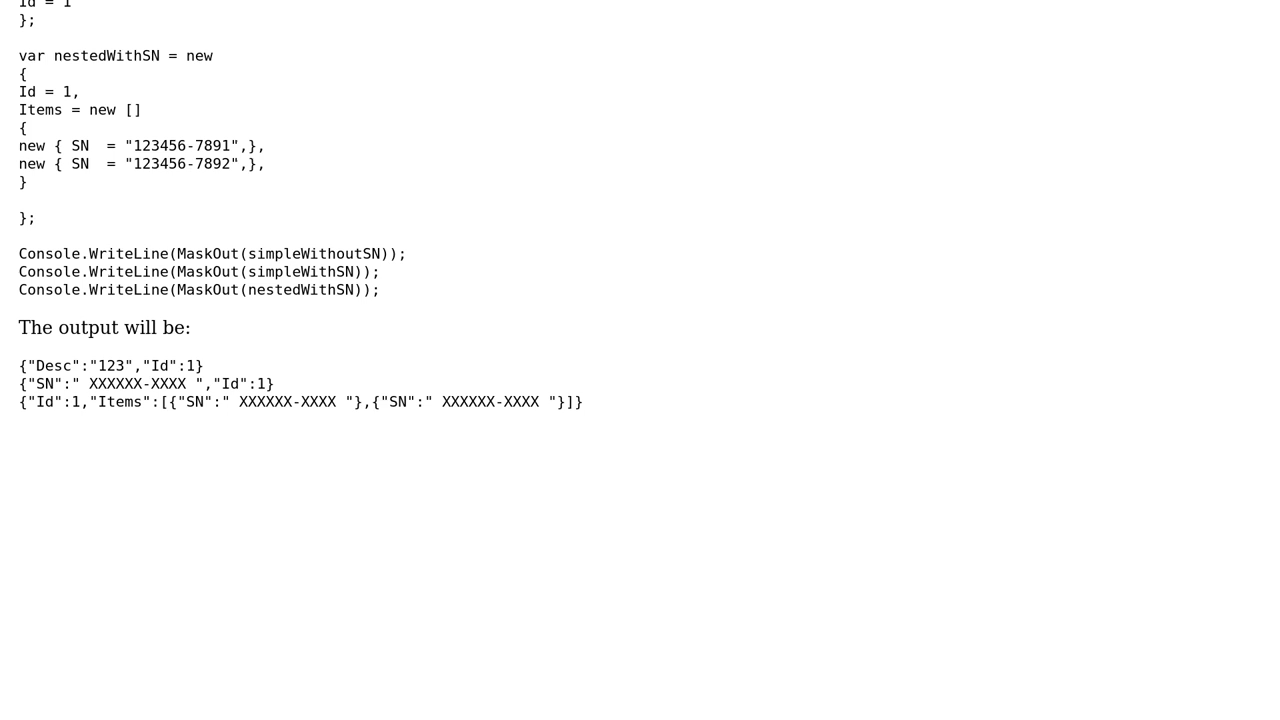 Id = 1
};
var nestedWithSN = new
{
Id = 1,
Items = new []
{
new { SN  = "123456-7891",},
new { SN  = "123456-7892",},
}
};
Console.WriteLine(MaskOut(simpleWithoutSN));
Console.WriteLine(MaskOut(simpleWithSN));
Console.WriteLine(MaskOut(nestedWithSN));
The output will be:
{"Desc":"123","Id":1}
{"SN":" XXXXXX-XXXX ","Id":1}
{"Id":1,"Items":[{"SN":" XXXXXX-XXXX "},{"SN":" XXXXXX-XXXX "}]}